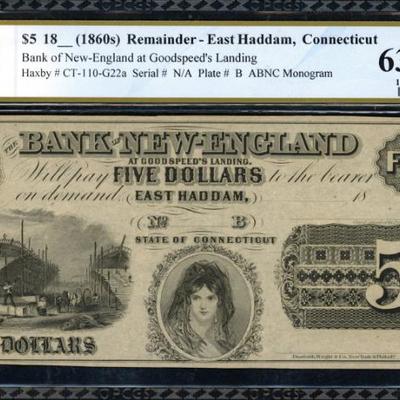 $5 18__ (1860s) Remainder - East Haddam, Connecticut
Bank of New-England at Goodspeed's Landing
Haxby # CT-110-G22a Serial # N/A Plate # B ABNC Monogram
63
THE BANK OF NEW-ENGLAND
AT GOODSPEED'S LANDING.
Will pay FIVE DOLLARS to the bearer
on demand, EAST HADDAM, 18
No B
STATE OF CONNECTICUT
5
DOLLARS